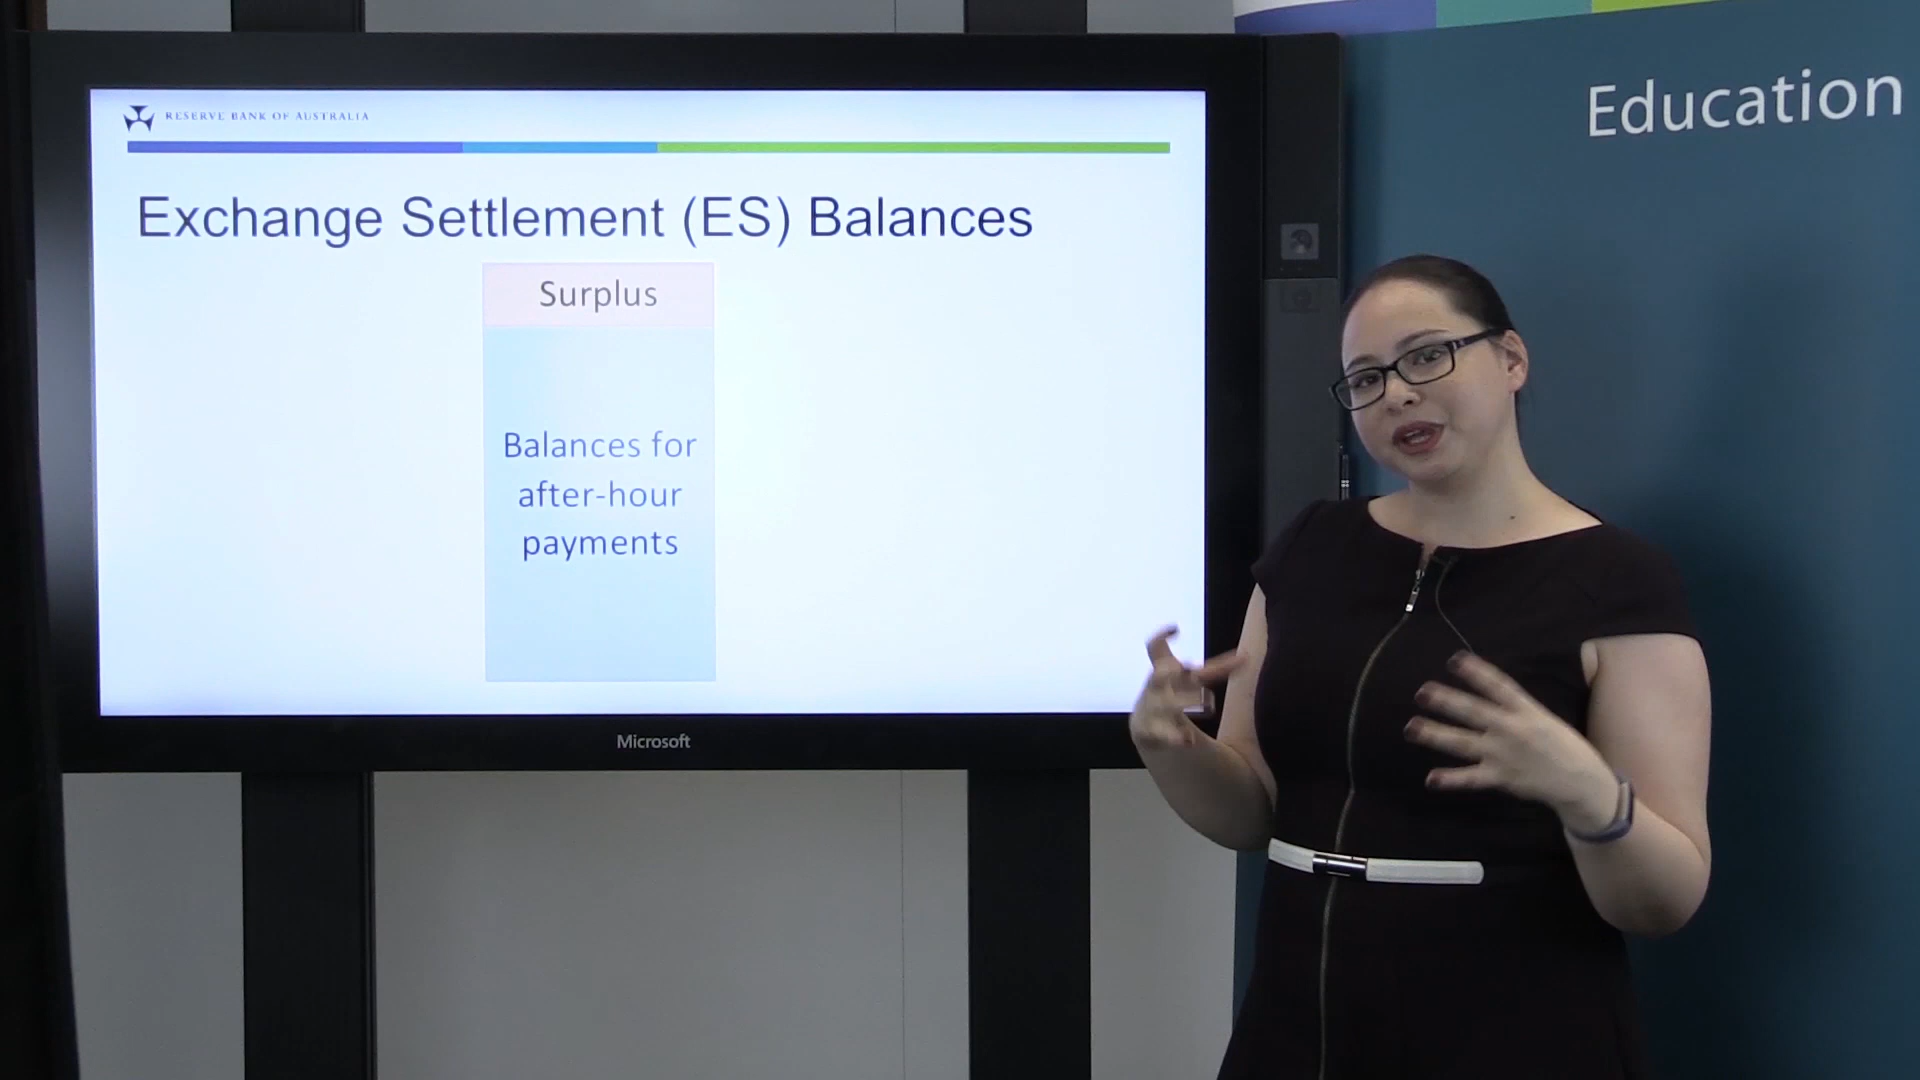 RESERVE BANK OF AUSTRALIA
Exchange Settlement (ES) Balances
Surplus
Balances for
after-hour
payments
Microsoft
Education